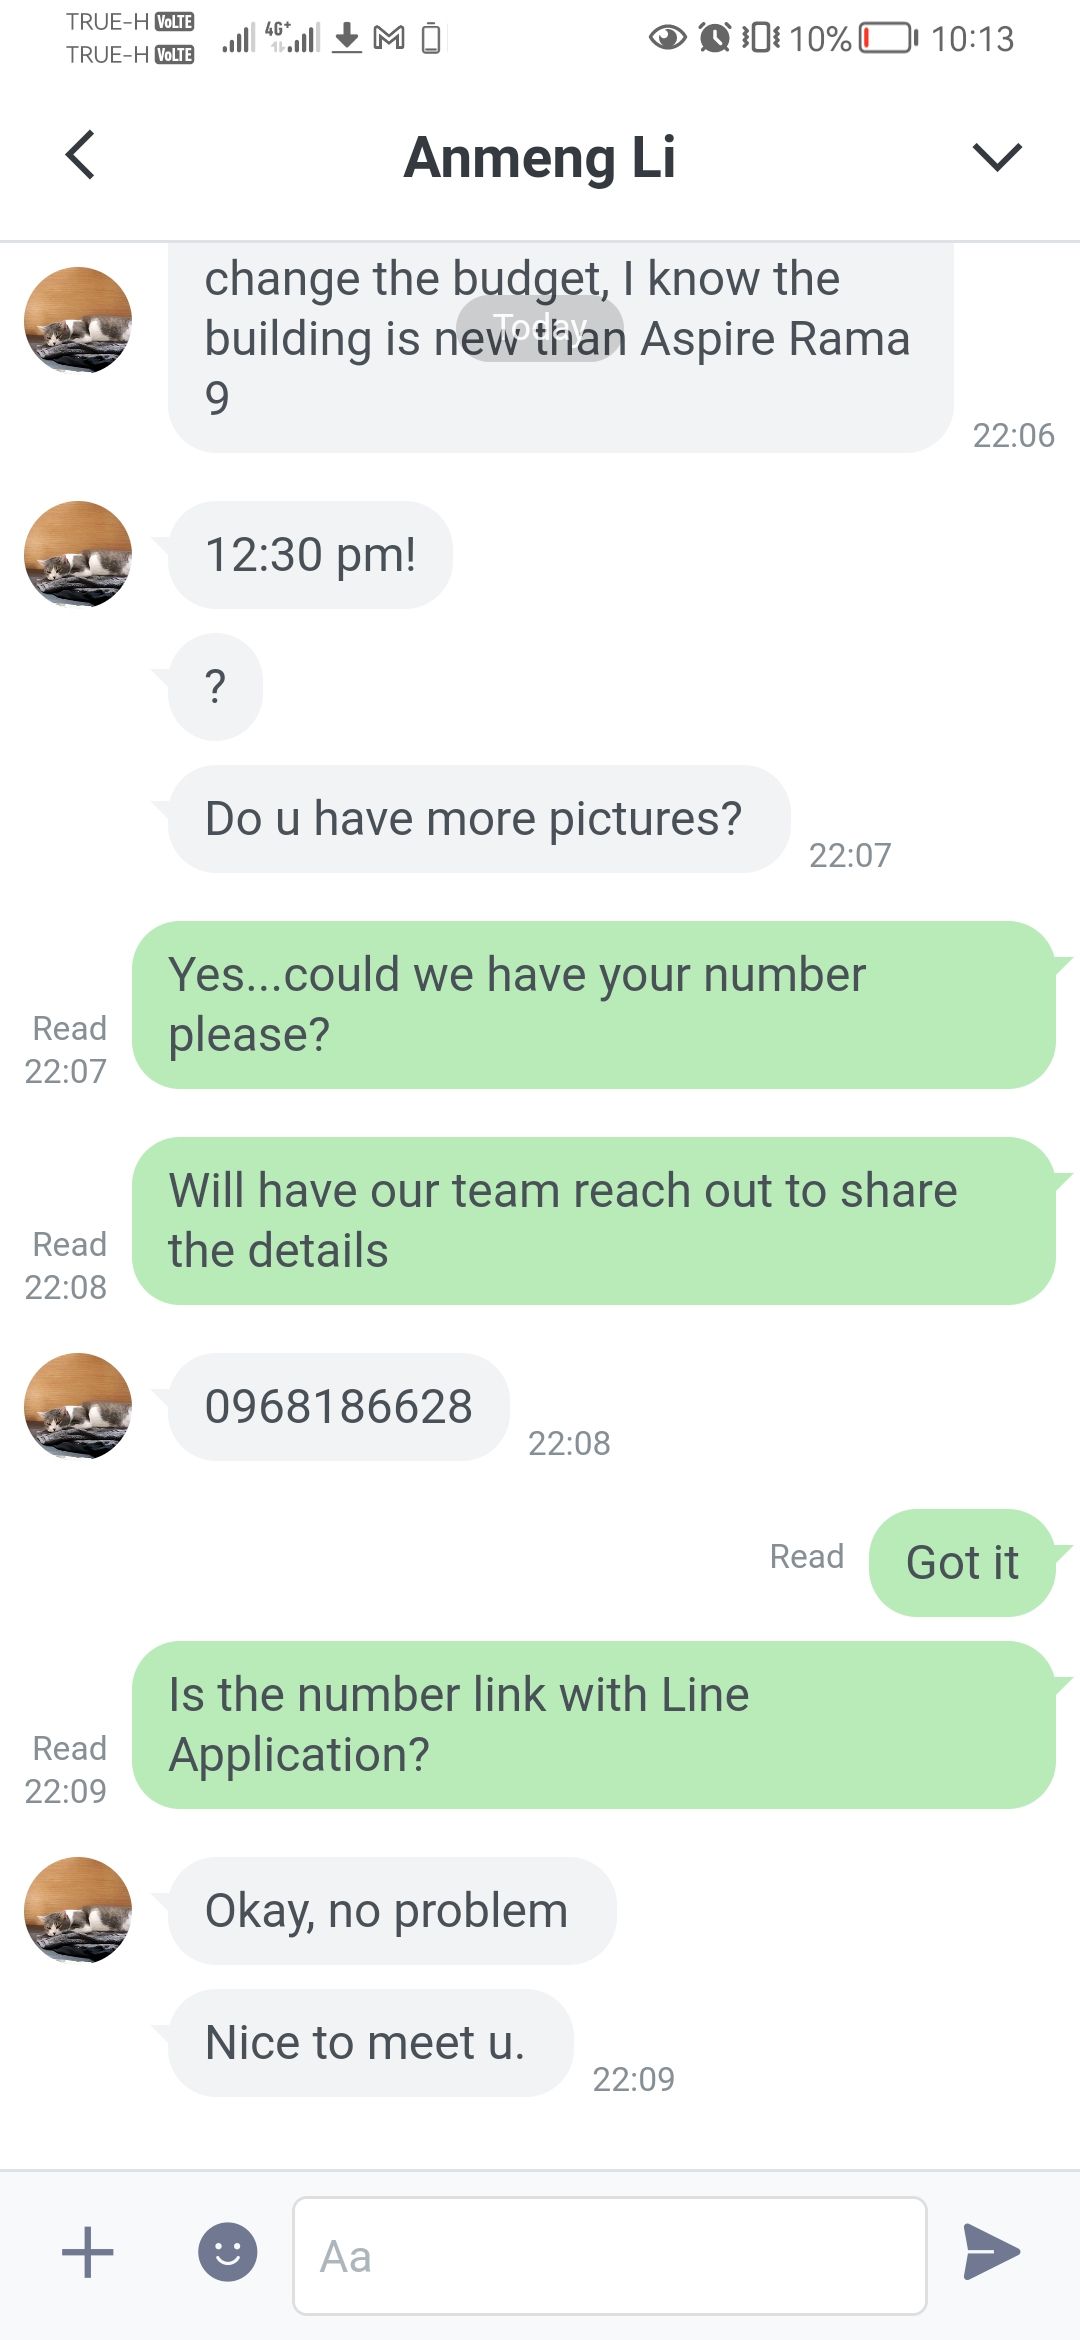 TRUE-H VoLTE
TRUE-H VoLTE
4G+
10%
10:13
Anmeng Li
change the budget, I know the
building is new than Aspire Rama
9
Today
22:06
12:30 pm!
?
Do u have more pictures?
22:07
Yes...could we have your number
please?
Read
22:07
Will have our team reach out to share
the details
Read
22:08
0968186628
22:08
Read
Got it
Is the number link with Line
Application?
Read
22:09
Okay, no problem
Nice to meet u.
22:09
Aa